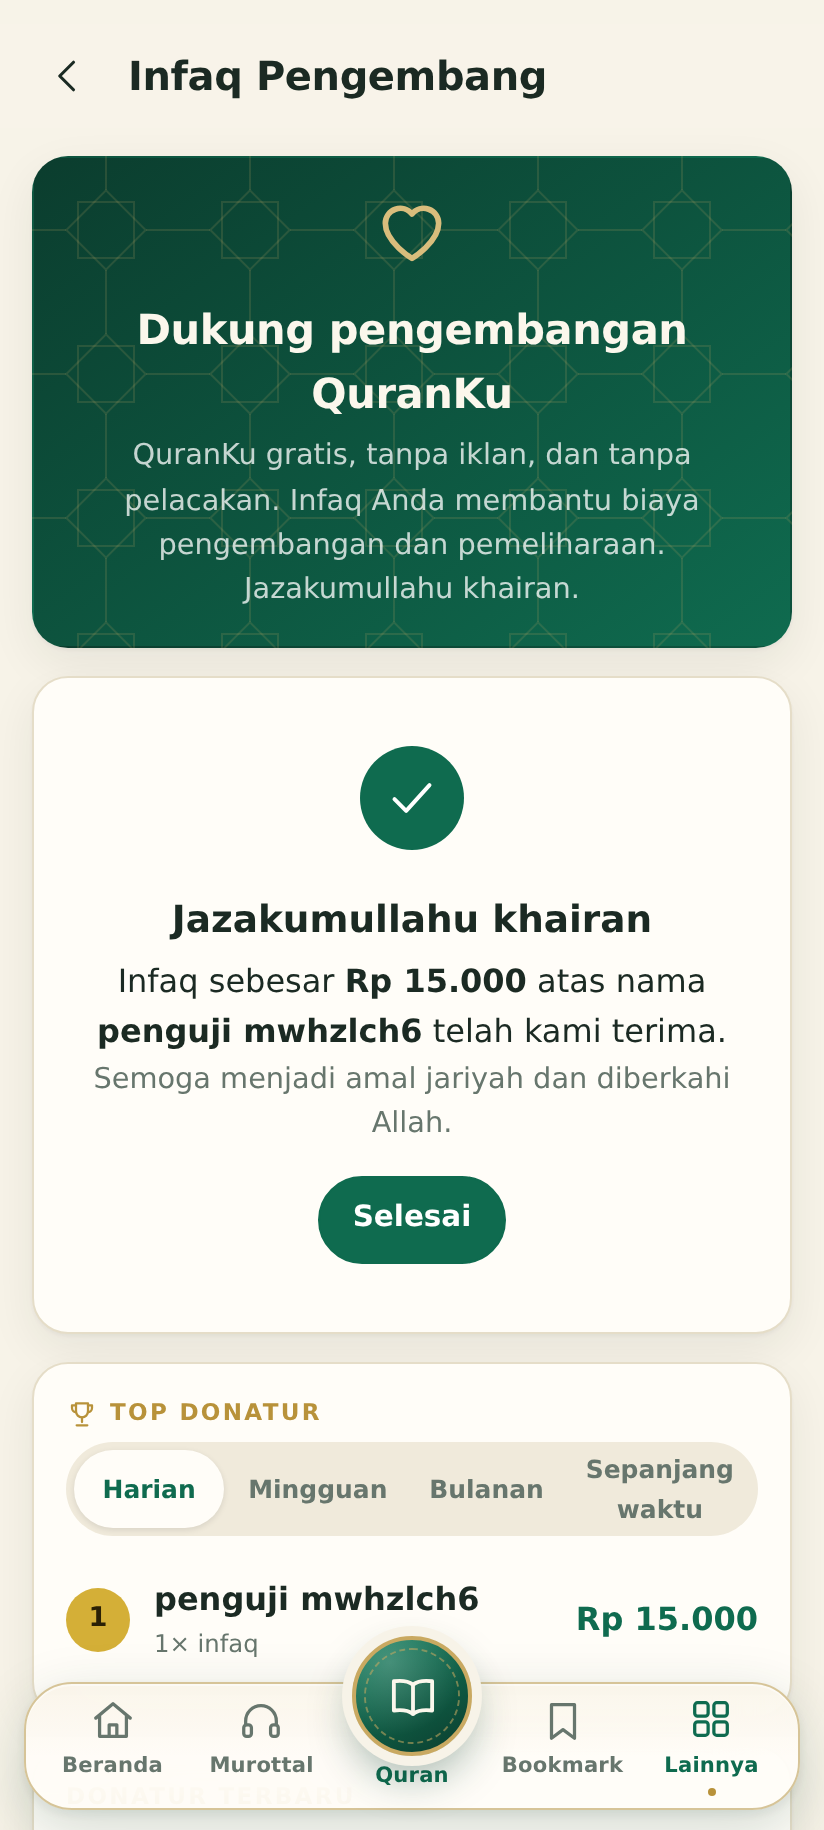 Infaq Pengembang
Dukung pengembangan
QuranKu
QuranKu gratis, tanpa iklan, dan tanpa
pelacakan. Infaq Anda membantu biaya
pengembangan dan pemeliharaan.
Jazakumullahu khairan.
Jazakumullahu khairan
Infaq sebesar Rp 15.000 atas nama
penguji mwhzlch6 telah kami terima.
Semoga menjadi amal jariyah dan diberkahi
Allah.
Selesai
TOP DONATUR
Harian
Mingguan
Bulanan
Sepanjang
waktu
1
penguji mwhzlch6
1× infaq
Rp 15.000
Beranda
Murottal
Quran
Bookmark
Lainnya
DONATUR TERBARU